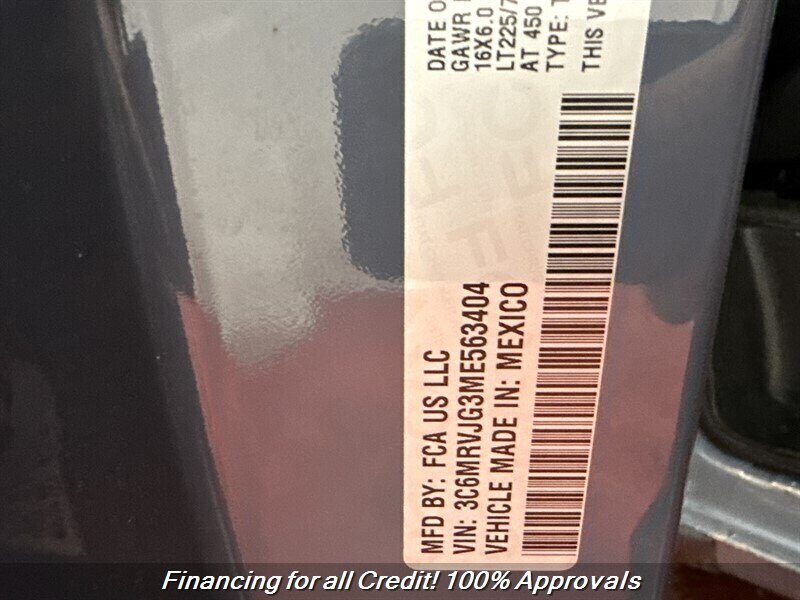 MFD BY: FCA US LLC
VIN: 3C6MRVJG3ME563404
VEHICLE MADE IN: MEXICO
DATE O
GAWR
16X6.0
LT225/7
AT 450
TYPE: T
THIS VE
Financing for all Credit! 100% Approvals